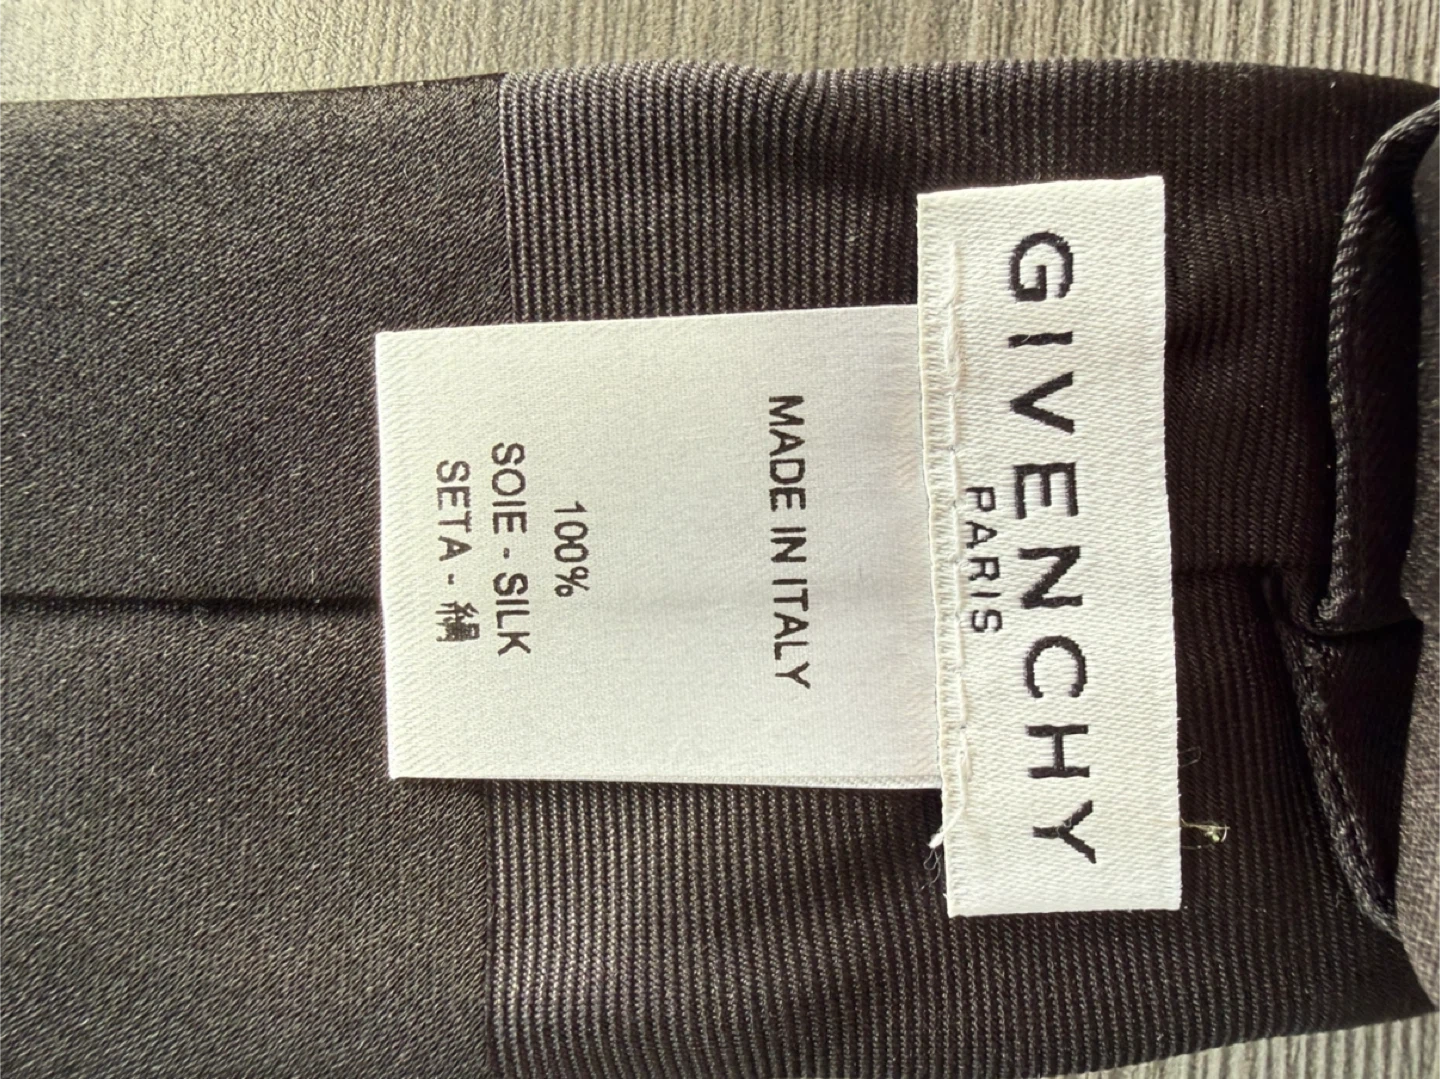 GIVENCHY
PARIS
MADE IN ITALY
100%
SOIE - SILK
SETA - 絹